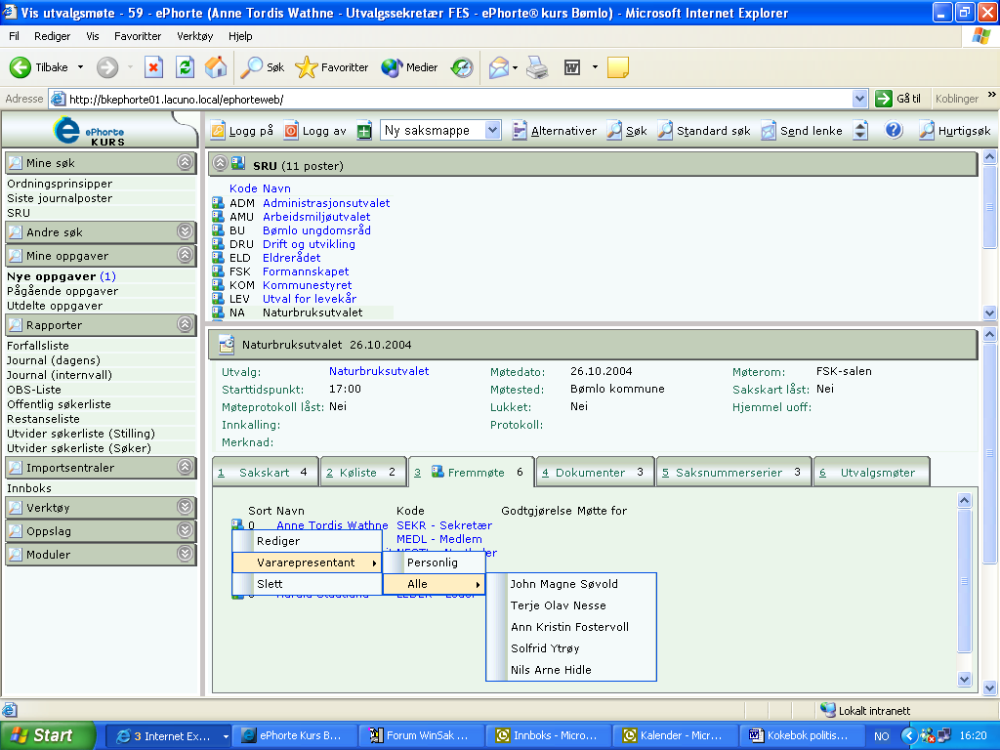 Vis utvalgsmøte - 59 - ePhorte (Anne Tordis Wathne - Utvalgssekretær FES - ePhorte® kurs Bømlo) - Microsoft Internet Explorer
Fil Rediger Vis Favoritter Verktøy Hjelp
Tilbake Søk Favoritter Medier
Adresse http://bkephorte01.lacuno.local/ephorteweb/ Gå til Koblinger »
ePhorte
KURS
Logg på Logg av Ny saksmappe Alternativer Søk Standard søk Send lenke Hurtigsøk
Mine søk
Ordningsprinsipper
Siste journalposter
SRU
Andre søk
Mine oppgaver
Nye oppgaver (1)
Pågående oppgaver
Utdelte oppgaver
Rapporter
Forfallsliste
Journal (dagens)
Journal (internvall)
OBS-Liste
Offentlig søkerliste
Restanseliste
Utvider søkerliste (Stilling)
Utvider søkerliste (Søker)
Importsentraler
Innboks
Verktøy
Oppslag
Moduler
SRU (11 poster)
Kode Navn
ADM Administrasjonsutvalet
AMU Arbeidsmiljøutvalet
BU Bømlo ungdomsråd
DRU Drift og utvikling
ELD Eldrerådet
FSK Formannskapet
KOM Kommunestyret
LEV Utval for levekår
NA Naturbruksutvalet
Naturbruksutvalet 26.10.2004
Utvalg: Naturbruksutvalet Møtedato: 26.10.2004 Møterom: FSK-salen
Starttidspunkt: 17:00 Møtested: Bømlo kommune Sakskart låst: Nei
Møteprotokoll låst: Nei Lukket: Nei Hjemmel uoff:
Innkalling: Protokoll:
Merknad:
1 Sakskart 4 2 Køliste 2 3 Fremmøte 6 4 Dokumenter 3 5 Saksnummerserier 3 6 Utvalgsmøter
Sort Navn Kode Godtgjørelse Møtte for
0 Anne Tordis Wathne SEKR - Sekretær
MEDL - Medlem
Rediger
Vararepresentant
Slett
Personlig
Alle
John Magne Søvold
Terje Olav Nesse
Ann Kristin Fostervoll
Solfrid Ytrøy
Nils Arne Hidle
Lokalt intranett
Start 3 Internet Ex... ePhorte Kurs B... Forum WinSak ... Innboks - Micro... Kalender - Micr... Kokebok politis... NO 16:20